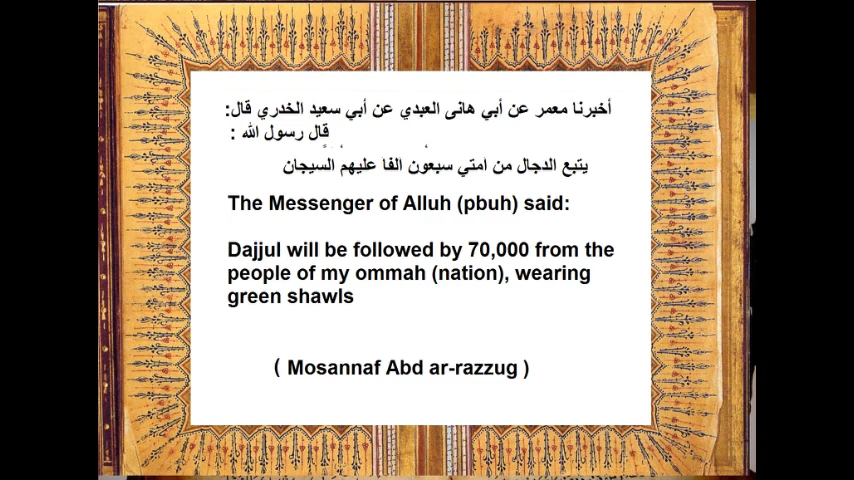 أخبرنا معمر عن أبي هانى العبدي عن أبي سعيد الخدري قال:
قال رسول الله :
يتبع الدجال من امتي سبعون الفا عليهم السيجان
The Messenger of Alluh (pbuh) said:
Dajjul will be followed by 70,000 from the
people of my ommah (nation), wearing
green shawls
( Mosannaf Abd ar-razzug )